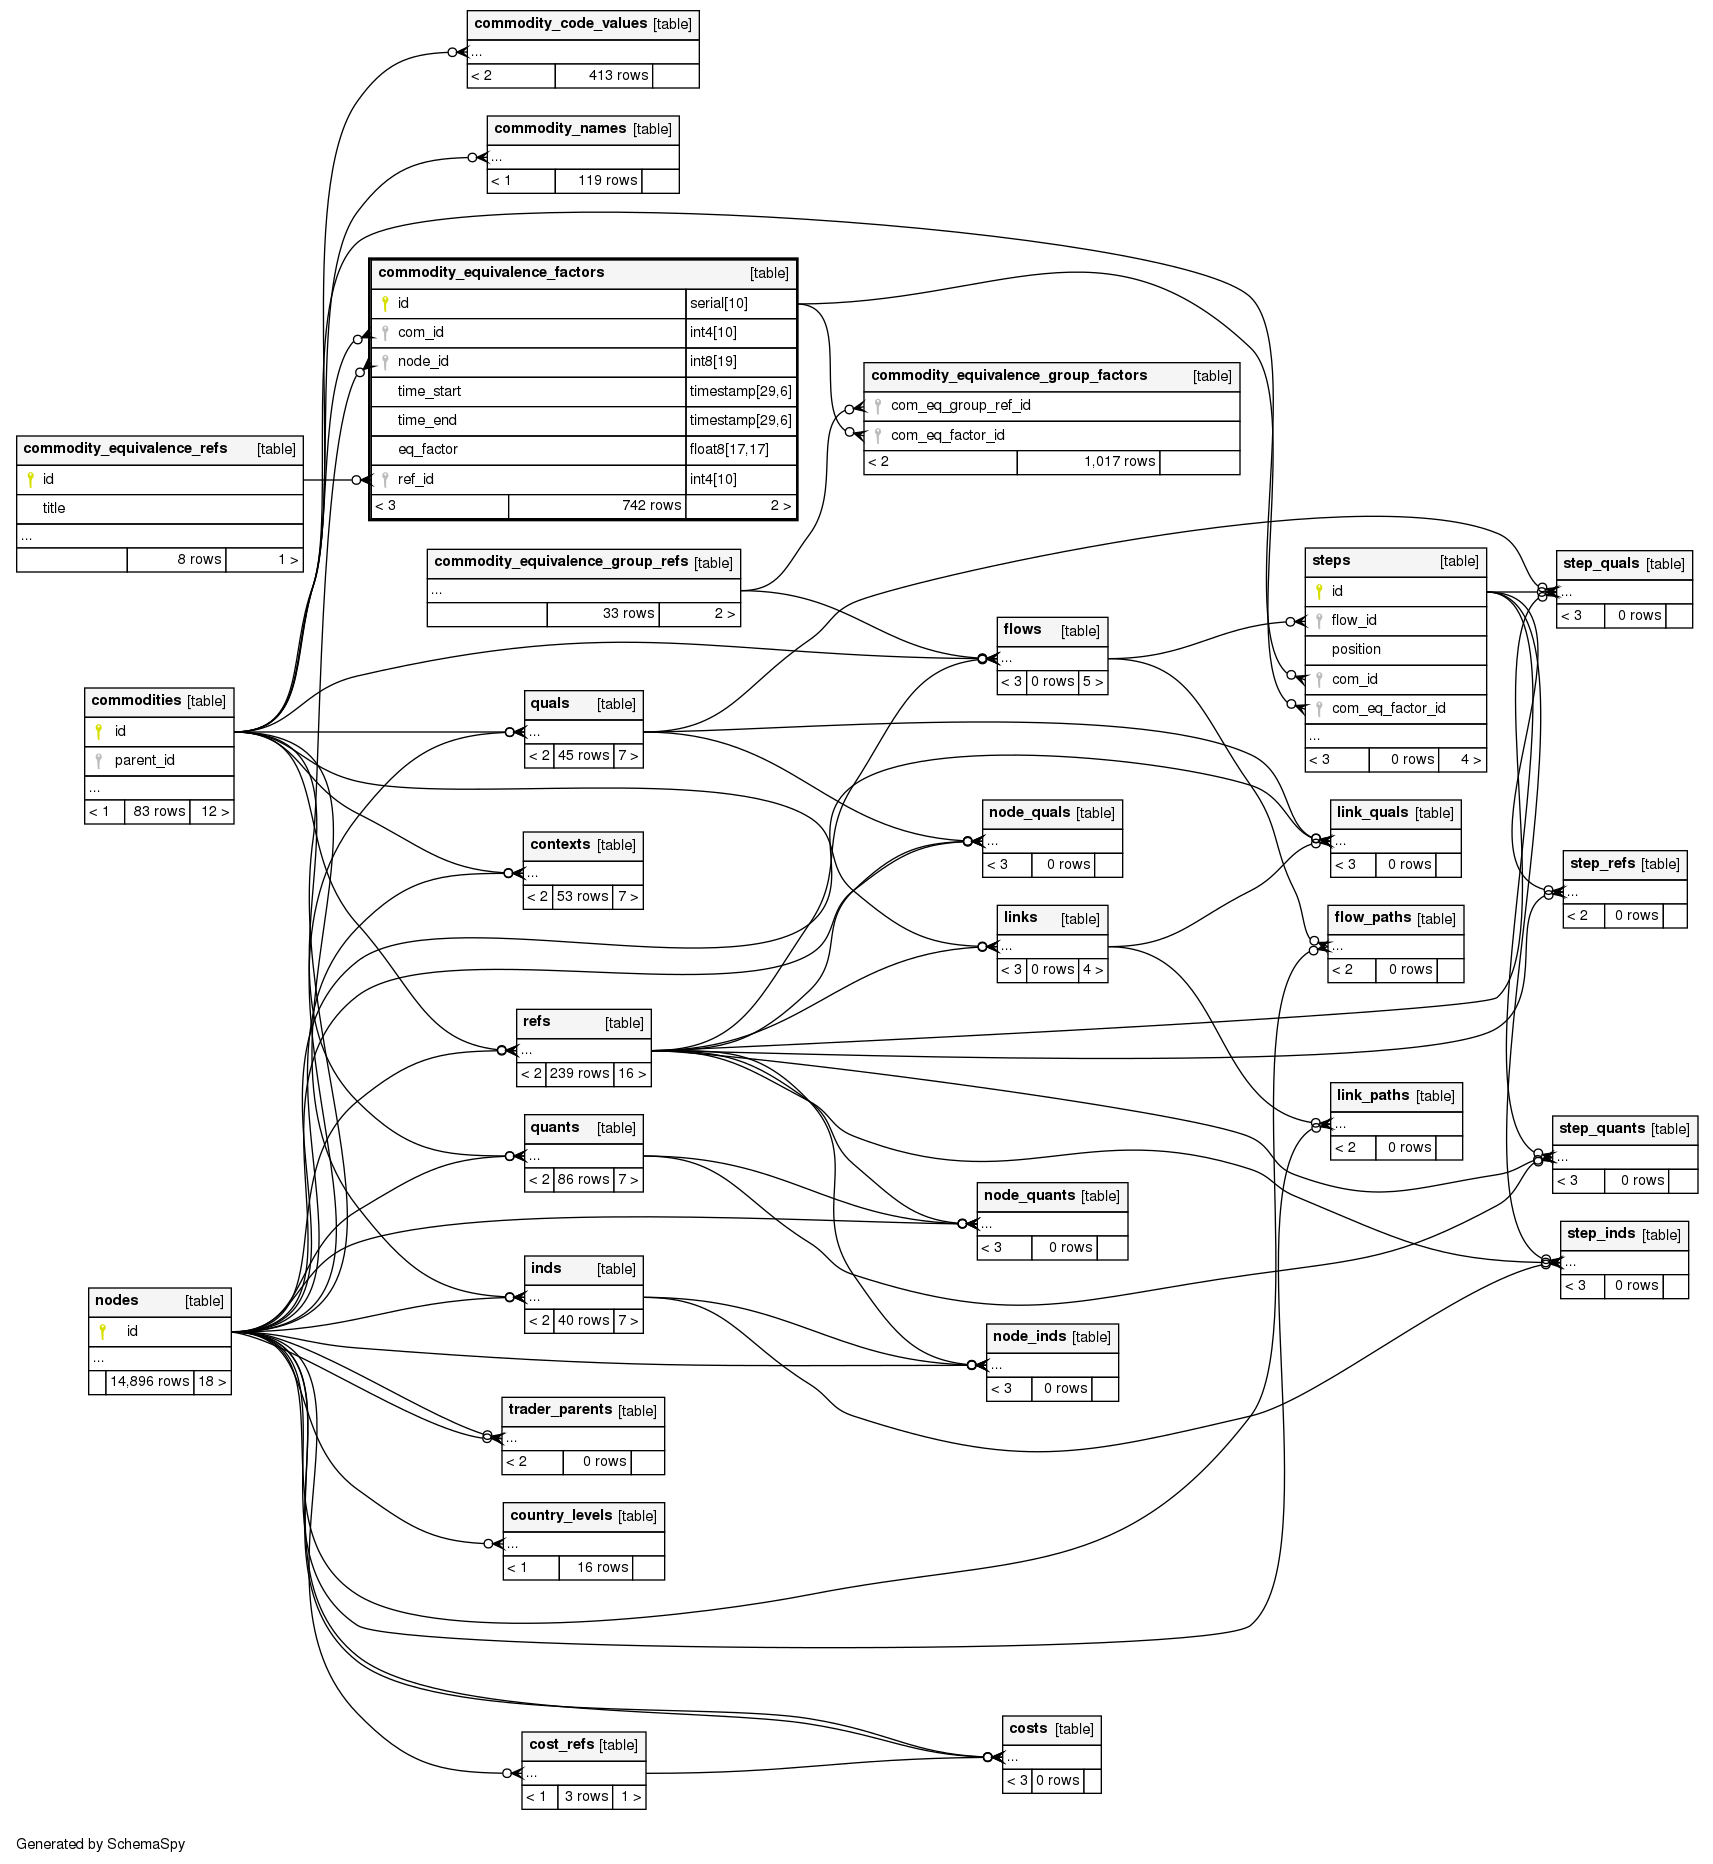 commodity_code_values [table]
...
< 2 413 rows
commodity_names [table]
...
< 1 119 rows
commodity_equivalence_factors [table]
id serial[10]
com_id int4[10]
node_id int8[19]
time_start timestamp[29,6]
time_end timestamp[29,6]
eq_factor float8[17,17]
ref_id int4[10]
< 3 742 rows 2 >
commodity_equivalence_group_factors [table]
com_eq_group_ref_id
com_eq_factor_id
< 2 1,017 rows
commodity_equivalence_refs [table]
id
title
...
8 rows 1 >
commodity_equivalence_group_refs [table]
...
33 rows 2 >
steps [table]
id
flow_id
position
com_id
com_eq_factor_id
...
< 3 0 rows 4 >
step_quals [table]
...
< 3 0 rows
flows [table]
...
< 3 0 rows 5 >
commodities [table]
id
parent_id
...
< 1 83 rows 12 >
quals [table]
...
< 2 45 rows 7 >
node_quals [table]
...
< 3 0 rows
link_quals [table]
...
< 3 0 rows
contexts [table]
...
< 2 53 rows 7 >
step_refs [table]
...
< 2 0 rows
links [table]
...
< 3 0 rows 4 >
flow_paths [table]
...
< 2 0 rows
refs [table]
...
< 2 239 rows 16 >
link_paths [table]
...
< 2 0 rows
quants [table]
...
< 2 86 rows 7 >
step_quants [table]
...
< 3 0 rows
node_quants [table]
...
< 3 0 rows
step_inds [table]
...
< 3 0 rows
inds [table]
...
< 2 40 rows 7 >
nodes [table]
id
...
14,896 rows 18 >
node_inds [table]
...
< 3 0 rows
trader_parents [table]
...
< 2 0 rows
country_levels [table]
...
< 1 16 rows
costs [table]
...
< 3 0 rows
cost_refs [table]
...
< 1 3 rows 1 >
Generated by SchemaSpy